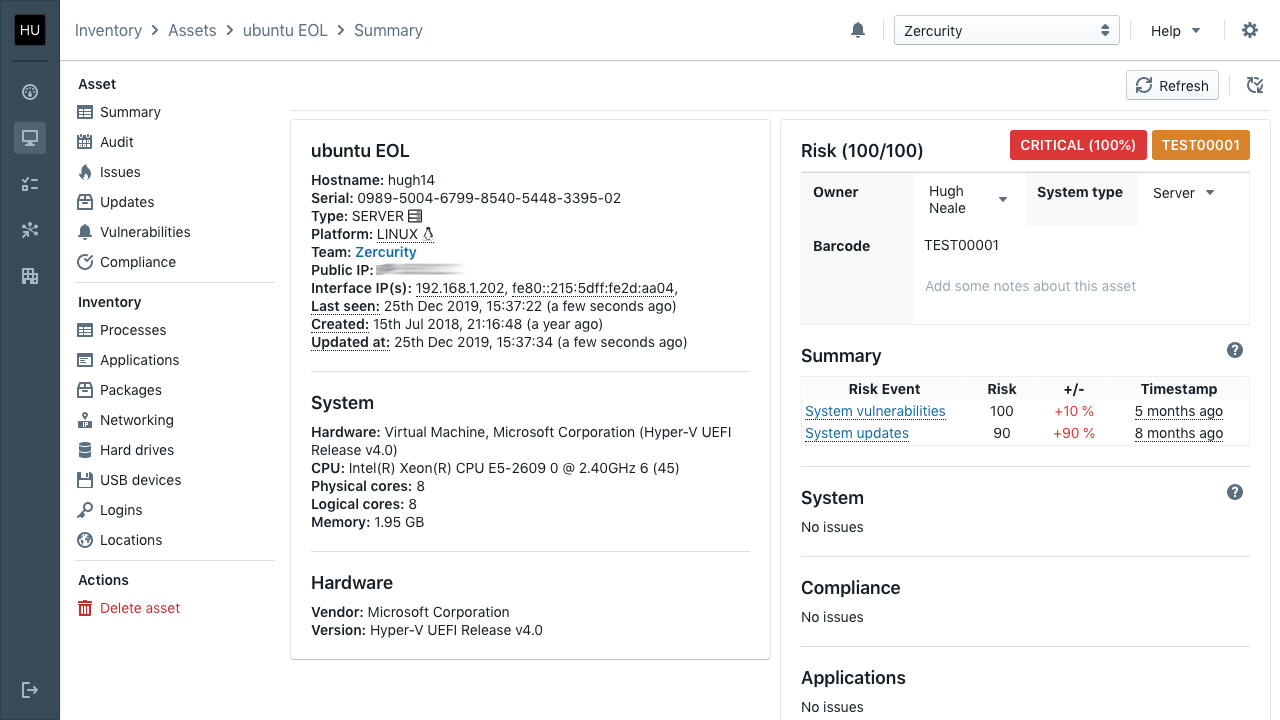 HU
Inventory > Assets > ubuntu EOL > Summary
Zercurity
Help
Asset
Summary
Audit
Issues
Updates
Vulnerabilities
Compliance
Inventory
Processes
Applications
Packages
Networking
Hard drives
USB devices
Logins
Locations
Actions
Delete asset
Refresh
ubuntu EOL
Hostname: hugh14
Serial: 0989-5004-6799-8540-5448-3395-02
Type: SERVER
Platform: LINUX
Team: Zercurity
Public IP:
Interface IP(s): 192.168.1.202, fe80::215:5dff:fe2d:aa04,
Last seen: 25th Dec 2019, 15:37:22 (a few seconds ago)
Created: 15th Jul 2018, 21:16:48 (a year ago)
Updated at: 25th Dec 2019, 15:37:34 (a few seconds ago)
System
Hardware: Virtual Machine, Microsoft Corporation (Hyper-V UEFI
Release v4.0)
CPU: Intel(R) Xeon(R) CPU E5-2609 0 @ 2.40GHz 6 (45)
Physical cores: 8
Logical cores: 8
Memory: 1.95 GB
Hardware
Vendor: Microsoft Corporation
Version: Hyper-V UEFI Release v4.0
Risk (100/100)
CRITICAL (100%)
TEST00001
Owner
Hugh
Neale
System type
Server
Barcode
TEST00001
Add some notes about this asset
Summary
Risk Event Risk +/- Timestamp
System vulnerabilities 100 +10 % 5 months ago
System updates 90 +90 % 8 months ago
System
No issues
Compliance
No issues
Applications
No issues